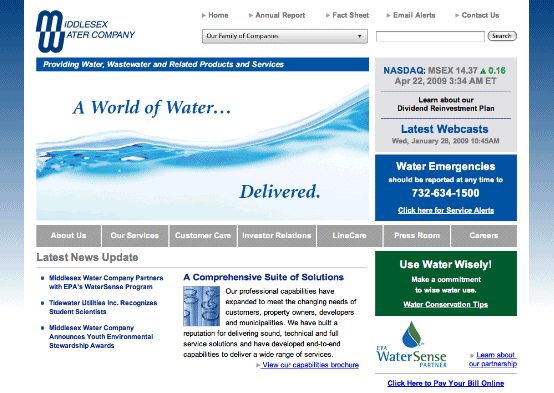 MIDDLESEX
WATER COMPANY
Home
Annual Report
Fact Sheet
Email Alerts
Contact Us
Our Family of Companies
Search
Providing Water, Wastewater and Related Products and Services
A World of Water…
Delivered.
NASDAQ: MSEX 14.37 ▲ 0.16
Apr 22, 2009 3:34 AM ET
Learn about our
Dividend Reinvestment Plan
Latest Webcasts
Wed, January 28, 2009 10:45AM
Water Emergencies
should be reported at any time to
732-634-1500
Click here for Service Alerts
About Us
Our Services
Customer Care
Investor Relations
LineCare
Press Room
Careers
Latest News Update
Middlesex Water Company Partners
with EPA's WaterSense Program
Tidewater Utilities Inc. Recognizes
Student Scientists
Middlesex Water Company
Announces Youth Environmental
Stewardship Awards
A Comprehensive Suite of Solutions
Our professional capabilities have
expanded to meet the changing needs of
customers, property owners, developers
and municipalities. We have built a
reputation for delivering sound, technical and full
service solutions and have developed end-to-end
capabilities to deliver a wide range of services.
View our capabilities brochure
Use Water Wisely!
Make a commitment
to wise water use.
Water Conservation Tips
EPA
WaterSense
PARTNER
Learn about
our partnership
Click Here to Pay Your Bill Online